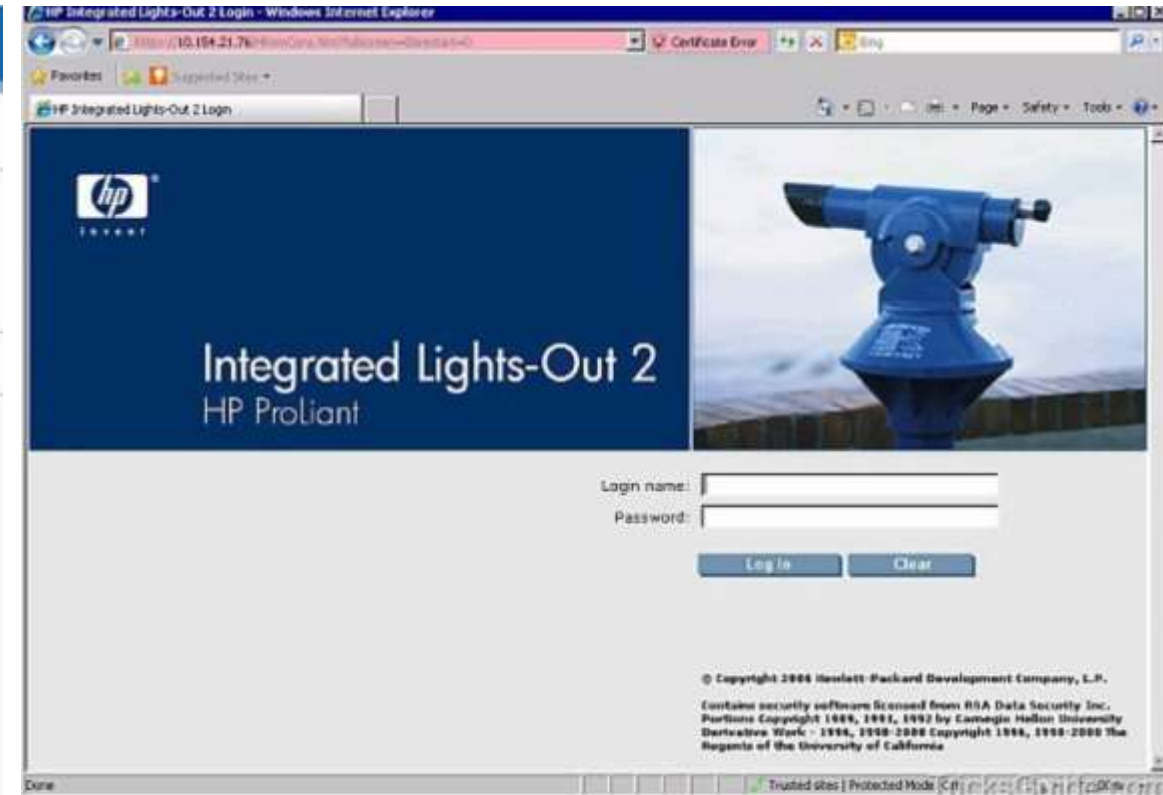 HP Integrated Lights-Out 2 Login - Windows Internet Explorer
10.154.21.76
Certificate Error
Bing
Favorites
Suggested Sites
HP Integrated Lights-Out 2 Login
Page
Safety
Tools
hp
invent
Integrated Lights-Out 2
HP ProLiant
Login name:
Password:
Log In
Clear
© Copyright 2006 Hewlett-Packard Development Company, L.P.
Contains security software licensed from RSA Data Security Inc.
Portions Copyright 1989, 1991, 1992 by Carnegie Mellon University
Derivative Work - 1996, 1998-2000 Copyright 1996, 1998-2000 The
Regents of the University of California
Done
Trusted sites | Protected Mode